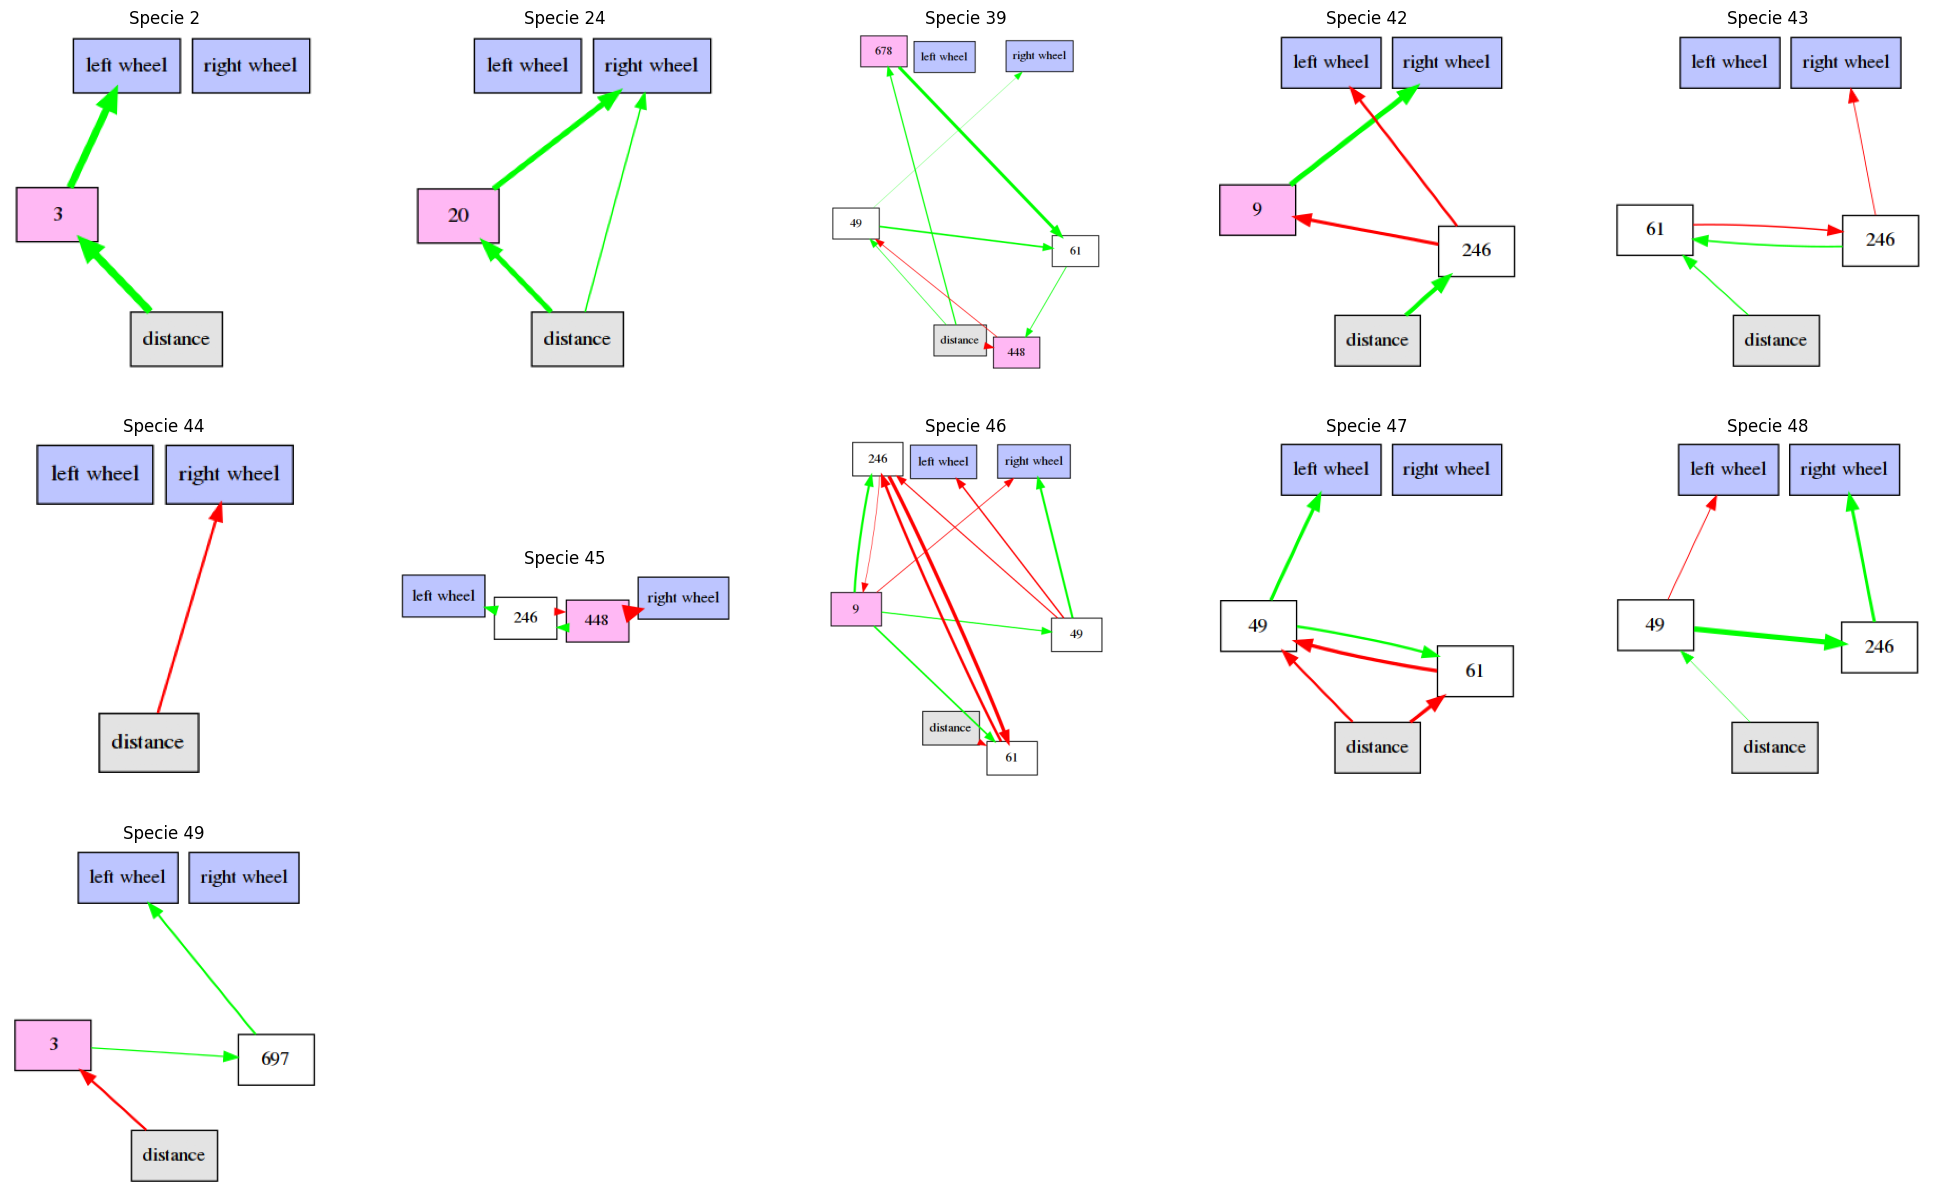 Specie 2
left wheel
right wheel
3
distance
Specie 24
left wheel
right wheel
20
distance
Specie 39
678
left wheel
right wheel
49
61
distance
448
Specie 42
left wheel
right wheel
9
246
distance
Specie 43
left wheel
right wheel
61
246
distance
Specie 44
left wheel
right wheel
distance
Specie 45
left wheel
246
448
right wheel
Specie 46
246
left wheel
right wheel
9
49
distance
61
Specie 47
left wheel
right wheel
49
61
distance
Specie 48
left wheel
right wheel
49
246
distance
Specie 49
left wheel
right wheel
3
697
distance